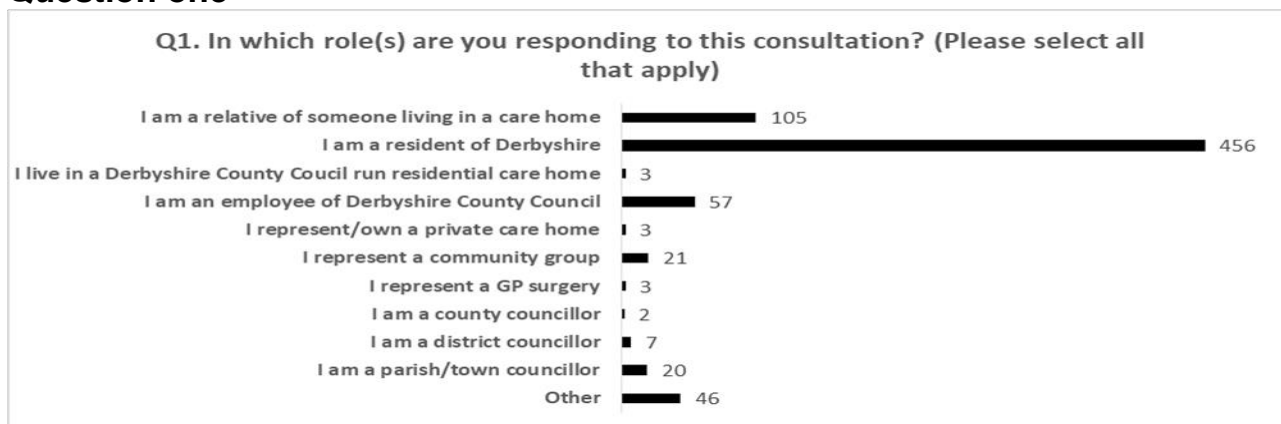 Question one
Q1. In which role(s) are you responding to this consultation? (Please select all
that apply)
I am a relative of someone living in a care home 105
I am a resident of Derbyshire 456
I live in a Derbyshire County Coucil run residential care home 3
I am an employee of Derbyshire County Council 57
I represent/own a private care home 3
I represent a community group 21
I represent a GP surgery 3
I am a county councillor 2
I am a district councillor 7
I am a parish/town councillor 20
Other 46